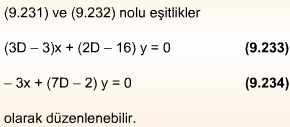 (9.231) ve (9.232) nolu eşitlikler
(3D – 3)x + (2D – 16) y = 0 (9.233)
– 3x + (7D – 2) y = 0 (9.234)
olarak düzenlenebilir.